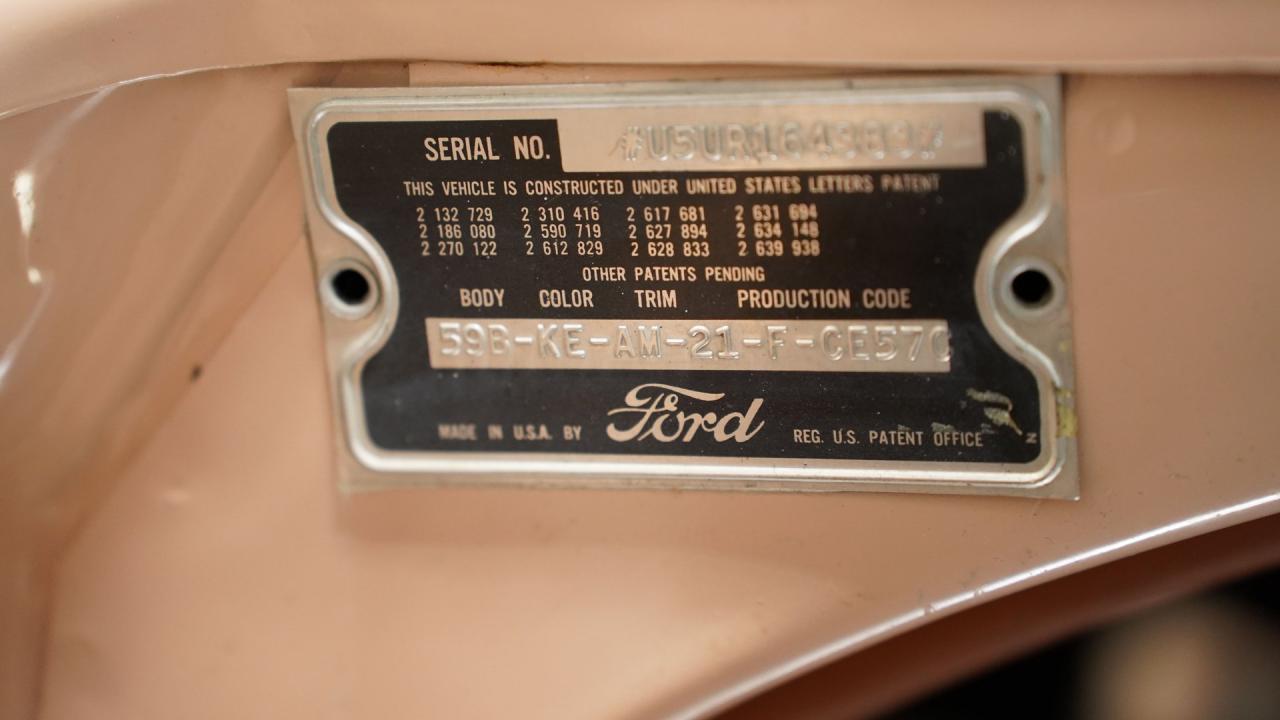 SERIAL NO. #U5UR164383#
THIS VEHICLE IS CONSTRUCTED UNDER UNITED STATES LETTERS PATENT
2 132 729 2 310 416 2 617 681 2 631 694
2 186 080 2 590 719 2 627 894 2 634 148
2 270 122 2 612 829 2 628 833 2 639 938
OTHER PATENTS PENDING
BODY COLOR TRIM PRODUCTION CODE
59B-KE-AM-21-F-CE57C
MADE IN U.S.A. BY Ford REG. U.S. PATENT OFFICE
N